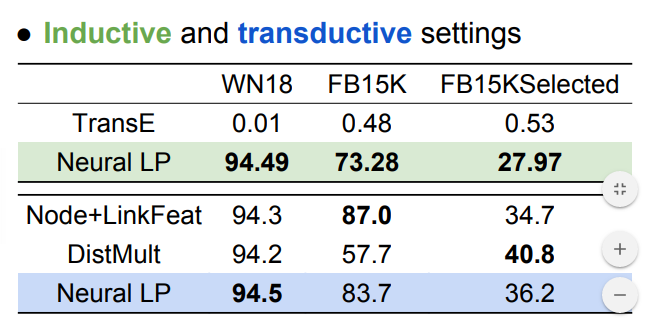 ● Inductive and transductive settings
WN18 FB15K FB15KSelected
TransE 0.01 0.48 0.53
Neural LP 94.49 73.28 27.97
Node+LinkFeat 94.3 87.0 34.7
DistMult 94.2 57.7 40.8
Neural LP 94.5 83.7 36.2